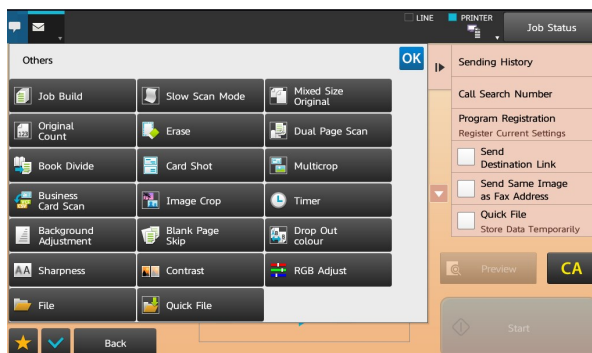 LINE
PRINTER
Job Status
Others
OK
Job Build
Slow Scan Mode
Mixed Size
Original
Original
Count
Erase
Dual Page Scan
Book Divide
Card Shot
Multicrop
Business
Card Scan
Image Crop
Timer
Background
Adjustment
Blank Page
Skip
Drop Out
colour
AA Sharpness
Contrast
RGB Adjust
File
Quick File
Back
Sending History
Call Search Number
Program Registration
Register Current Settings
Send
Destination Link
Send Same Image
as Fax Address
Quick File
Store Data Temporarily
Preview
CA
Start